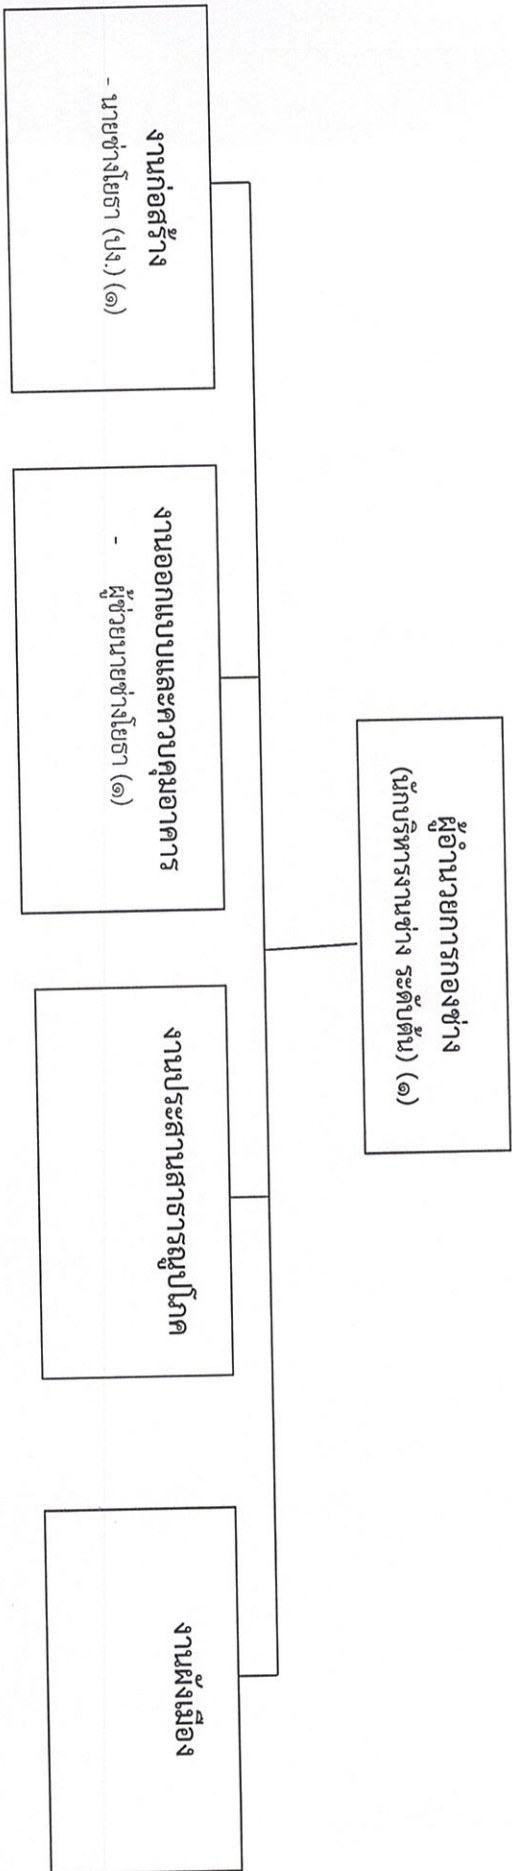 ผู้อำนวยการกองช่าง
(นักบริหารงานช่าง ระดับต้น) (๑)
งานก่อสร้าง
- นายช่างโยธา (ปง.) (๑)
งานออกแบบและควบคุมอาคาร
- ผู้ช่วยนายช่างโยธา (๑)
งานประสานสาธารณูปโภค
งานผังเมือง